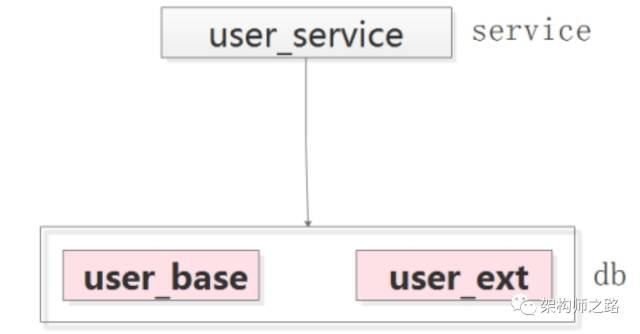 user_service
service
user_base
user_ext
db
架构师之路